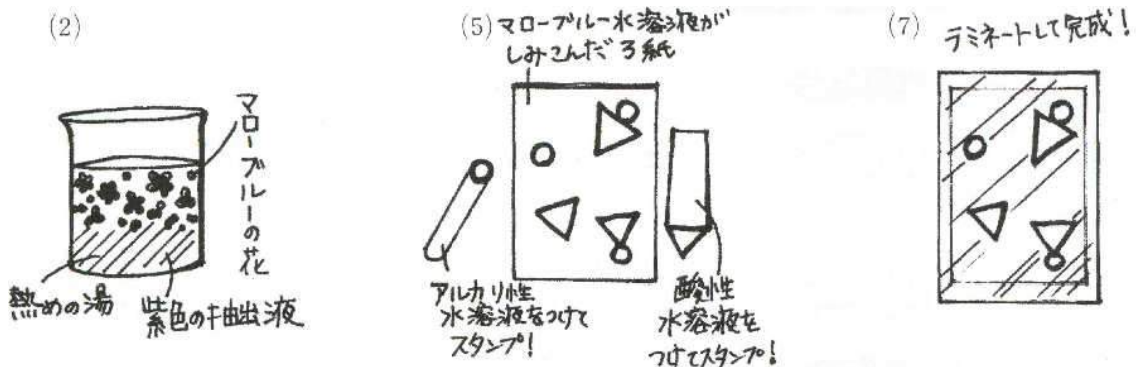 (2)
マローブルーの花
熱めの湯
紫色の抽出液
(5) マローブルー水溶液が
しみこんだろ紙
アルカリ性
水溶液をつけて
スタンプ!
酸性
水溶液を
つけてスタンプ!
(7)
ラミネートして完成!